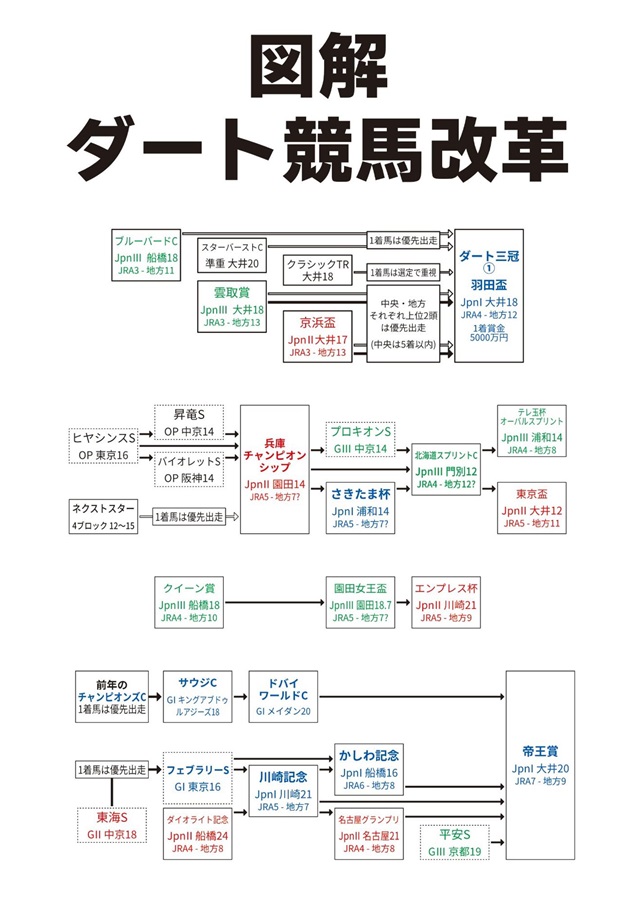 図解
ダート競馬改革
ブルーバードC
JpnⅢ 船橋18
JRA3 - 地方11
スターバーストC
準重 大井20
クラシックTR
大井18
雲取賞
JpnⅢ 大井18
JRA3 - 地方13
京浜盃
JpnⅡ大井17
JRA3 - 地方13
1着馬は優先出走
1着馬は選定で重視
中央・地方
それぞれ上位2頭
は優先出走
(中央は5着以内)
ダート三冠
①
羽田盃
JpnⅠ 大井18
JRA4 - 地方12
1着賞金
5000万円
ヒヤシンスS
OP 東京16
昇竜S
OP 中京14
バイオレットS
OP 阪神14
ネクストスター
4ブロック 12〜15
1着馬は優先出走
兵庫
チャンピオン
シップ
JpnⅡ 園田14
JRA5 - 地方7?
プロキオンS
GⅢ 中京14
さきたま杯
JpnⅠ 浦和14
JRA5 - 地方7?
北海道スプリントC
JpnⅢ 門別12
JRA4 - 地方12?
テレ玉杯
オーバルスプリント
JpnⅢ 浦和14
JRA4 - 地方8
東京盃
JpnⅡ 大井12
JRA5 - 地方11
クイーン賞
JpnⅢ 船橋18
JRA4 - 地方10
園田女王盃
JpnⅢ 園田18.7
JRA5 - 地方7?
エンプレス杯
JpnⅡ 川崎21
JRA5 - 地方9
前年の
チャンピオンズC
1着馬は優先出走
サウジC
GⅠ キングアブドゥ
ルアジーズ18
ドバイ
ワールドC
GⅠ メイダン20
1着馬は優先出走
東海S
GⅡ 中京18
フェブラリーS
GⅠ 東京16
ダイオライト記念
JpnⅡ 船橋24
JRA4 - 地方8
川崎記念
JpnⅠ 川崎21
JRA5 - 地方7
かしわ記念
JpnⅠ 船橋16
JRA6 - 地方8
名古屋グランプリ
JpnⅡ 名古屋21
JRA4 - 地方8
平安S
GⅢ 京都19
帝王賞
JpnⅠ 大井20
JRA7 - 地方9